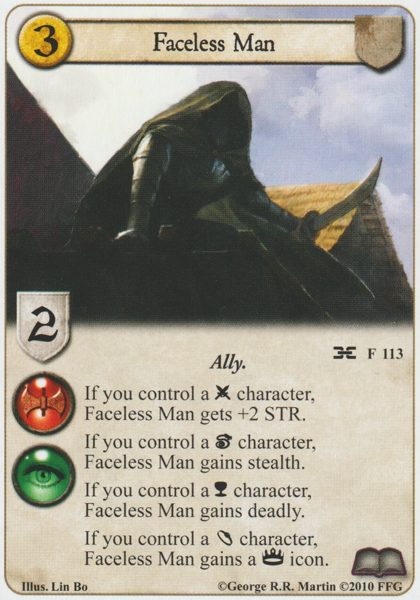 3 Faceless Man
2
F 113
Ally.
If you control a character,
Faceless Man gets +2 STR.
If you control a character,
Faceless Man gains stealth.
If you control a character,
Faceless Man gains deadly.
If you control a character,
Faceless Man gains a icon.
Illus. Lin Bo ©George R.R. Martin ©2010 FFG